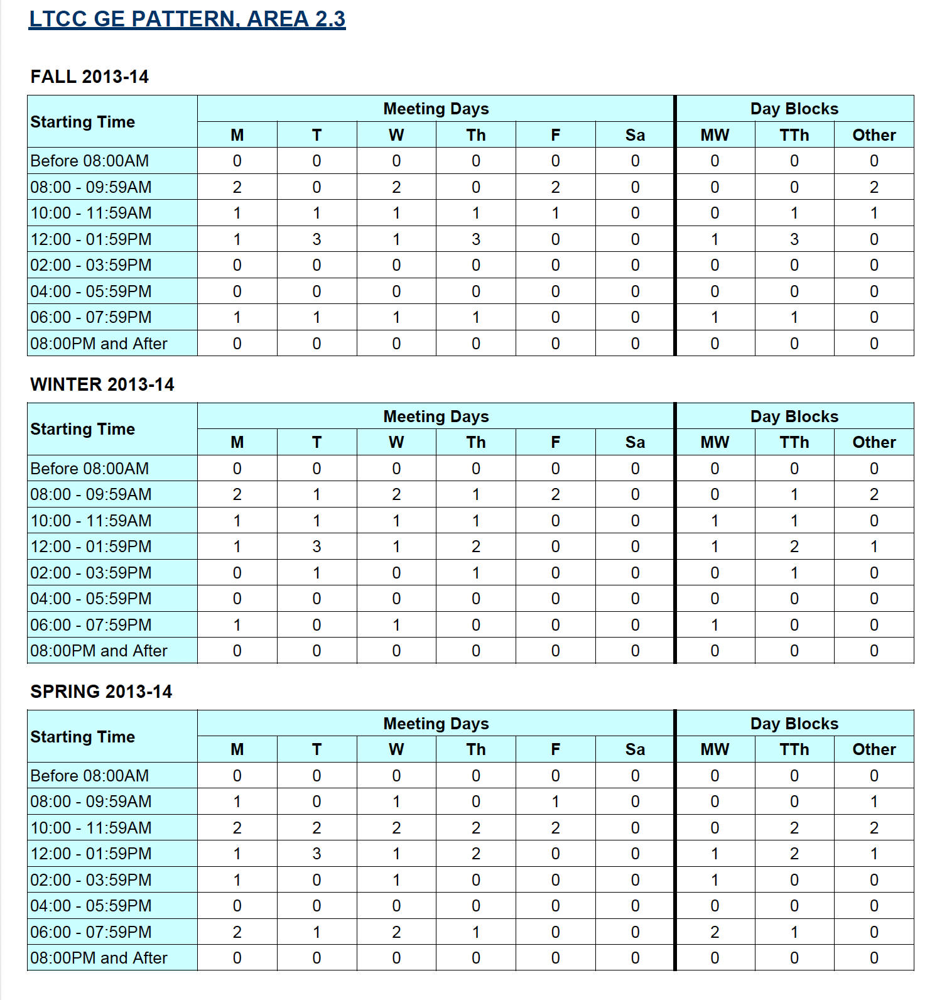 LTCC GE PATTERN, AREA 2.3
FALL 2013-14
Starting Time Meeting Days Day Blocks
M T W Th F Sa MW TTh Other
Before 08:00AM 0 0 0 0 0 0 0 0 0
08:00 - 09:59AM 2 0 2 0 2 0 0 0 2
10:00 - 11:59AM 1 1 1 1 1 0 0 1 1
12:00 - 01:59PM 1 3 1 3 0 0 1 3 0
02:00 - 03:59PM 0 0 0 0 0 0 0 0 0
04:00 - 05:59PM 0 0 0 0 0 0 0 0 0
06:00 - 07:59PM 1 1 1 1 0 0 1 1 0
08:00PM and After 0 0 0 0 0 0 0 0 0
WINTER 2013-14
Starting Time Meeting Days Day Blocks
M T W Th F Sa MW TTh Other
Before 08:00AM 0 0 0 0 0 0 0 0 0
08:00 - 09:59AM 2 1 2 1 2 0 0 1 2
10:00 - 11:59AM 1 1 1 1 0 0 1 1 0
12:00 - 01:59PM 1 3 1 2 0 0 1 2 1
02:00 - 03:59PM 0 1 0 1 0 0 0 1 0
04:00 - 05:59PM 0 0 0 0 0 0 0 0 0
06:00 - 07:59PM 1 0 1 0 0 0 1 0 0
08:00PM and After 0 0 0 0 0 0 0 0 0
SPRING 2013-14
Starting Time Meeting Days Day Blocks
M T W Th F Sa MW TTh Other
Before 08:00AM 0 0 0 0 0 0 0 0 0
08:00 - 09:59AM 1 0 1 0 1 0 0 0 1
10:00 - 11:59AM 2 2 2 2 2 0 0 2 2
12:00 - 01:59PM 1 3 1 2 0 0 1 2 1
02:00 - 03:59PM 1 0 1 0 0 0 1 0 0
04:00 - 05:59PM 0 0 0 0 0 0 0 0 0
06:00 - 07:59PM 2 1 2 1 0 0 2 1 0
08:00PM and After 0 0 0 0 0 0 0 0 0